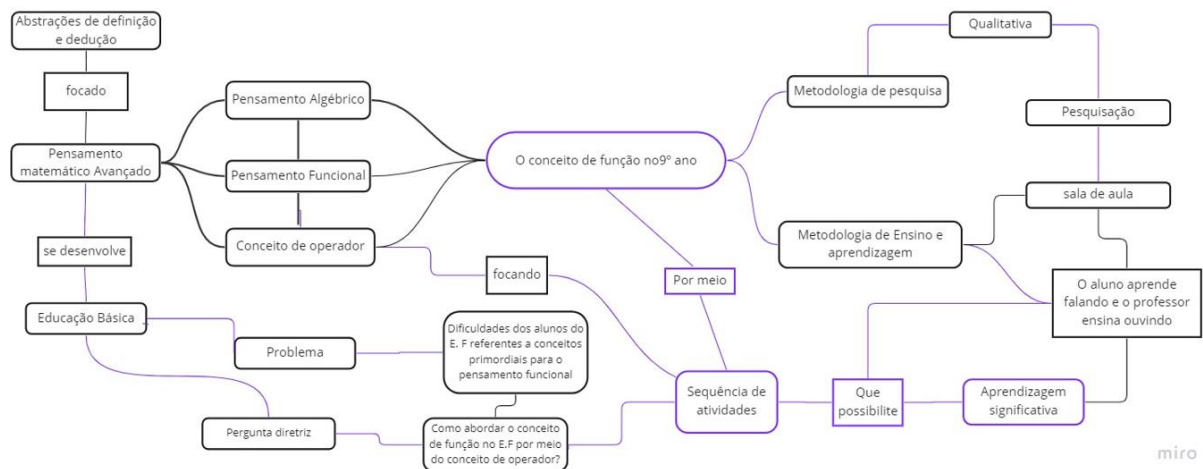 Abstrações de definição
e dedução
focado
Pensamento
matemático Avançado
se desenvolve
Educação Básica
Problema
Pergunta diretriz
Pensamento Algébrico
Pensamento Funcional
Conceito de operador
focando
Dificuldades dos alunos do
E. F referentes a conceitos
primordiais para o
pensamento funcional
Como abordar o conceito
de função no E.F por meio
do conceito de operador?
O conceito de função no9º ano
Por meio
Sequência de
atividades
Metodologia de pesquisa
Qualitativa
Pesquisação
sala de aula
Metodologia de Ensino e
aprendizagem
O aluno aprende
falando e o professor
ensina ouvindo
Que
possibilite
Aprendizagem
significativa
miro